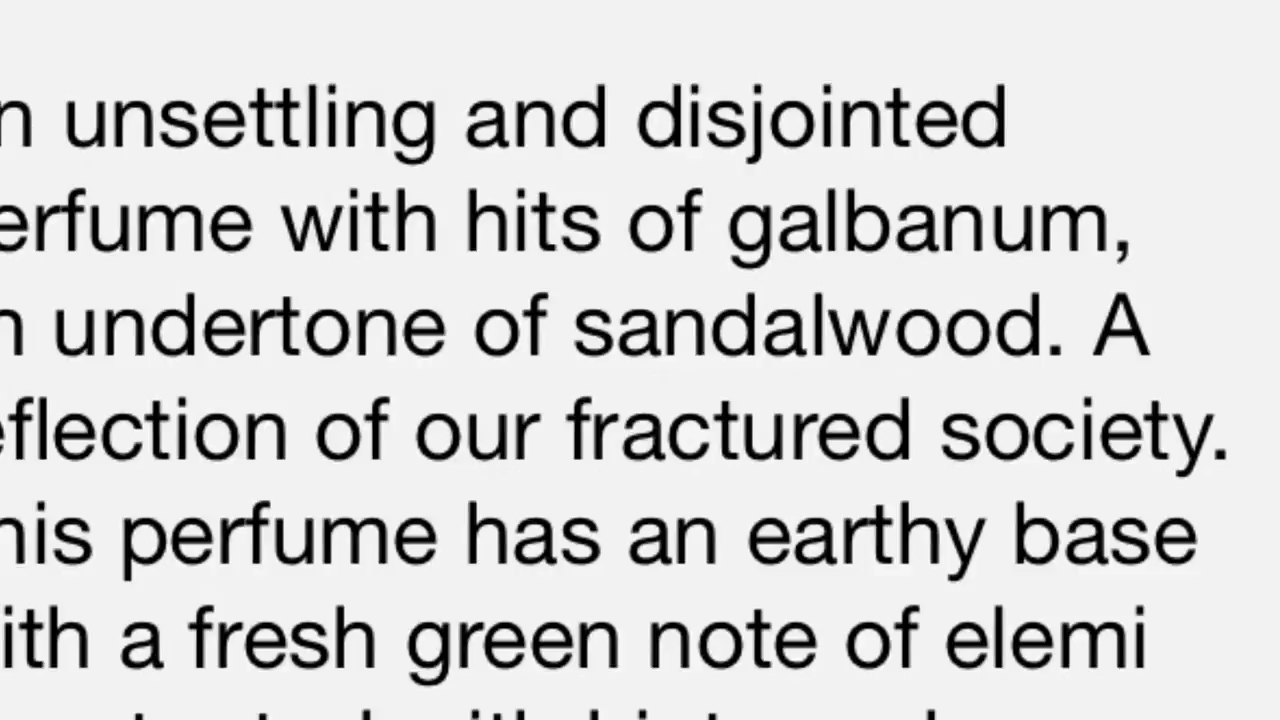 n unsettling and disjointed
erfume with hits of galbanum,
n undertone of sandalwood. A
eflection of our fractured society.
his perfume has an earthy base
ith a fresh green note of elemi